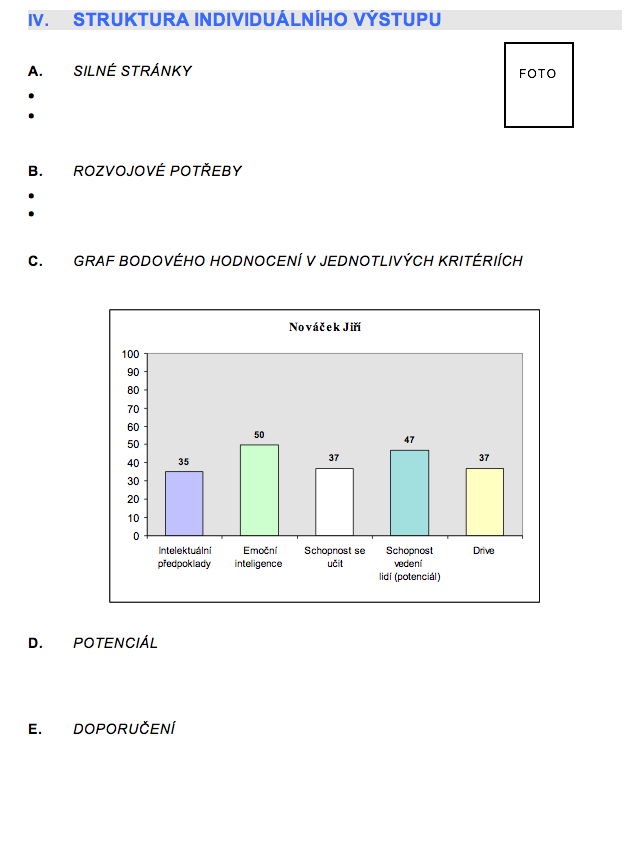 IV. STRUKTURA INDIVIDUÁLNÍHO VÝSTUPU
A. SILNÉ STRÁNKY
FOTO
•
•
B. ROZVOJOVÉ POTŘEBY
•
•
C. GRAF BODOVÉHO HODNOCENÍ V JEDNOTLIVÝCH KRITÉRIÍCH
Nováček Jiří
100
90
80
70
60
50
40
30
20
10
0
35
50
37
47
37
Intelektuální
předpoklady
Emoční
inteligence
Schopnost se
učit
Schopnost
vedení
lidí (potenciál)
Drive
D. POTENCIÁL
E. DOPORUČENÍ